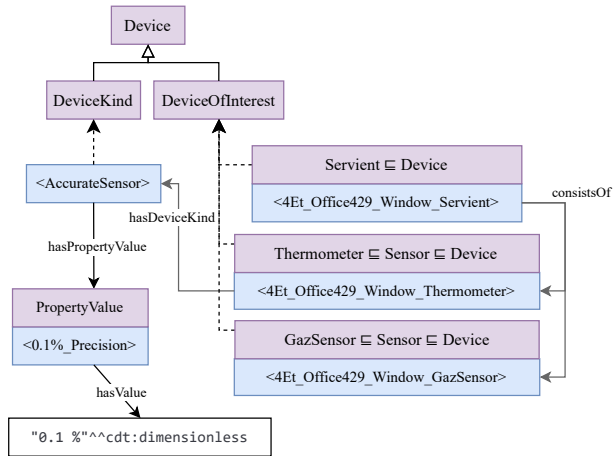 Device
DeviceKind
DeviceOfInterest
Servient ⊑ Device
<4Et_Office429_Window_Servient>
consistsOf
<AccurateSensor>
hasDeviceKind
hasPropertyValue
Thermometer ⊑ Sensor ⊑ Device
<4Et_Office429_Window_Thermometer>
PropertyValue
<0.1%_Precision>
GazSensor ⊑ Sensor ⊑ Device
<4Et_Office429_Window_GazSensor>
hasValue
"0.1 %"^^cdt:dimensionless